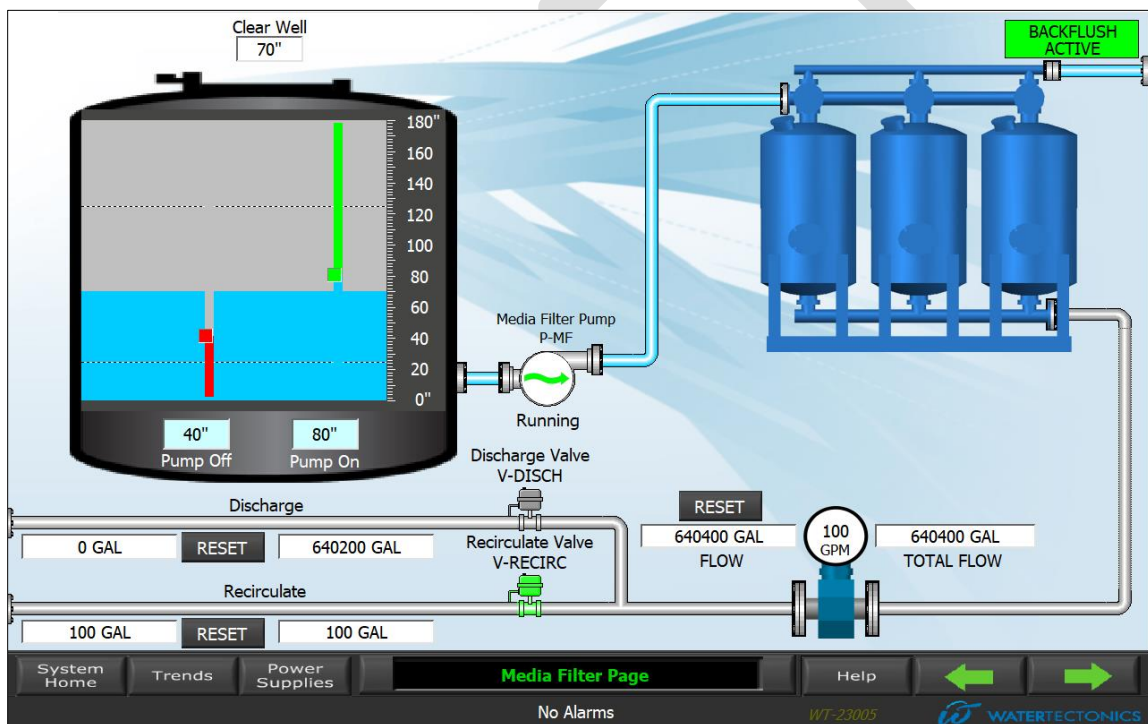 Clear Well
70"
BACKFLUSH
ACTIVE
180"
160
140
120
100
80
60
40
20
0"
40"
80"
Pump Off
Pump On
Media Filter Pump
P-MF
Running
Discharge Valve
V-DISCH
Discharge
0 GAL
RESET
640200 GAL
Recirculate Valve
V-RECIRC
Recirculate
100 GAL
RESET
100 GAL
RESET
640400 GAL
FLOW
100
GPM
640400 GAL
TOTAL FLOW
System
Home
Trends
Power
Supplies
Media Filter Page
Help
No Alarms
WT-23005
WATERTECTONICS